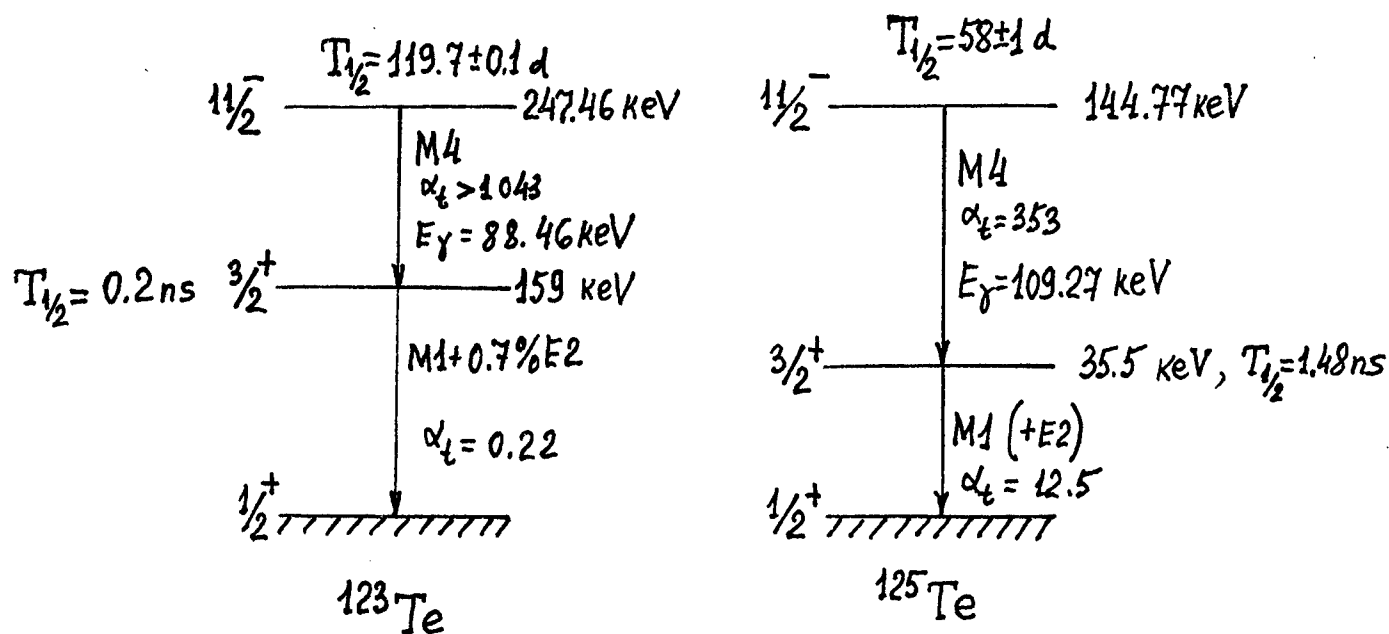 T1/2 = 119.7±0.1 d
11/2⁻
247.46 keV
M4
αt > 1043
Eγ = 88.46 keV
T1/2 = 0.2 ns
3/2⁺
159 keV
M1+0.7%E2
αt = 0.22
1/2⁺
¹²³Te
T1/2 = 58±1 d
11/2⁻
144.77 keV
M4
αt = 353
Eγ = 109.27 keV
3/2⁺
35.5 keV, T1/2 = 1.48 ns
M1 (+E2)
αt = 12.5
1/2⁺
¹²⁵Te